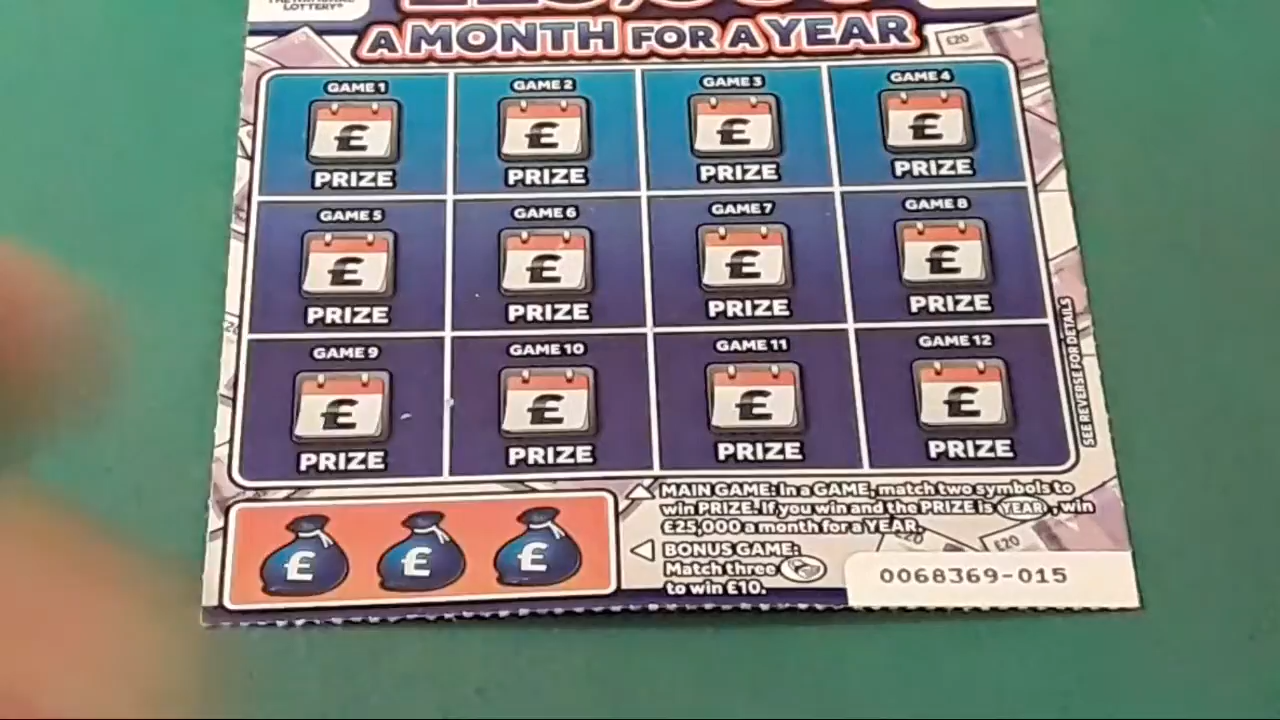 LOTTERY®
A MONTH FOR A YEAR
£20
GAME 1 GAME 2 GAME 3 GAME 4
£ £ £ £
PRIZE PRIZE PRIZE PRIZE
GAME 5 GAME 6 GAME 7 GAME 8
£ £ £ £
PRIZE PRIZE PRIZE PRIZE
GAME 9 GAME 10 GAME 11 GAME 12
£ £ £ £
PRIZE PRIZE PRIZE PRIZE
SEE REVERSE FOR DETAILS
£ £ £
MAIN GAME: In a GAME, match two symbols to
win PRIZE. If you win and the PRIZE is YEAR, win
£25,000 a month for a YEAR.
£20 £20
BONUS GAME:
Match three
to win £10.
0068369-015